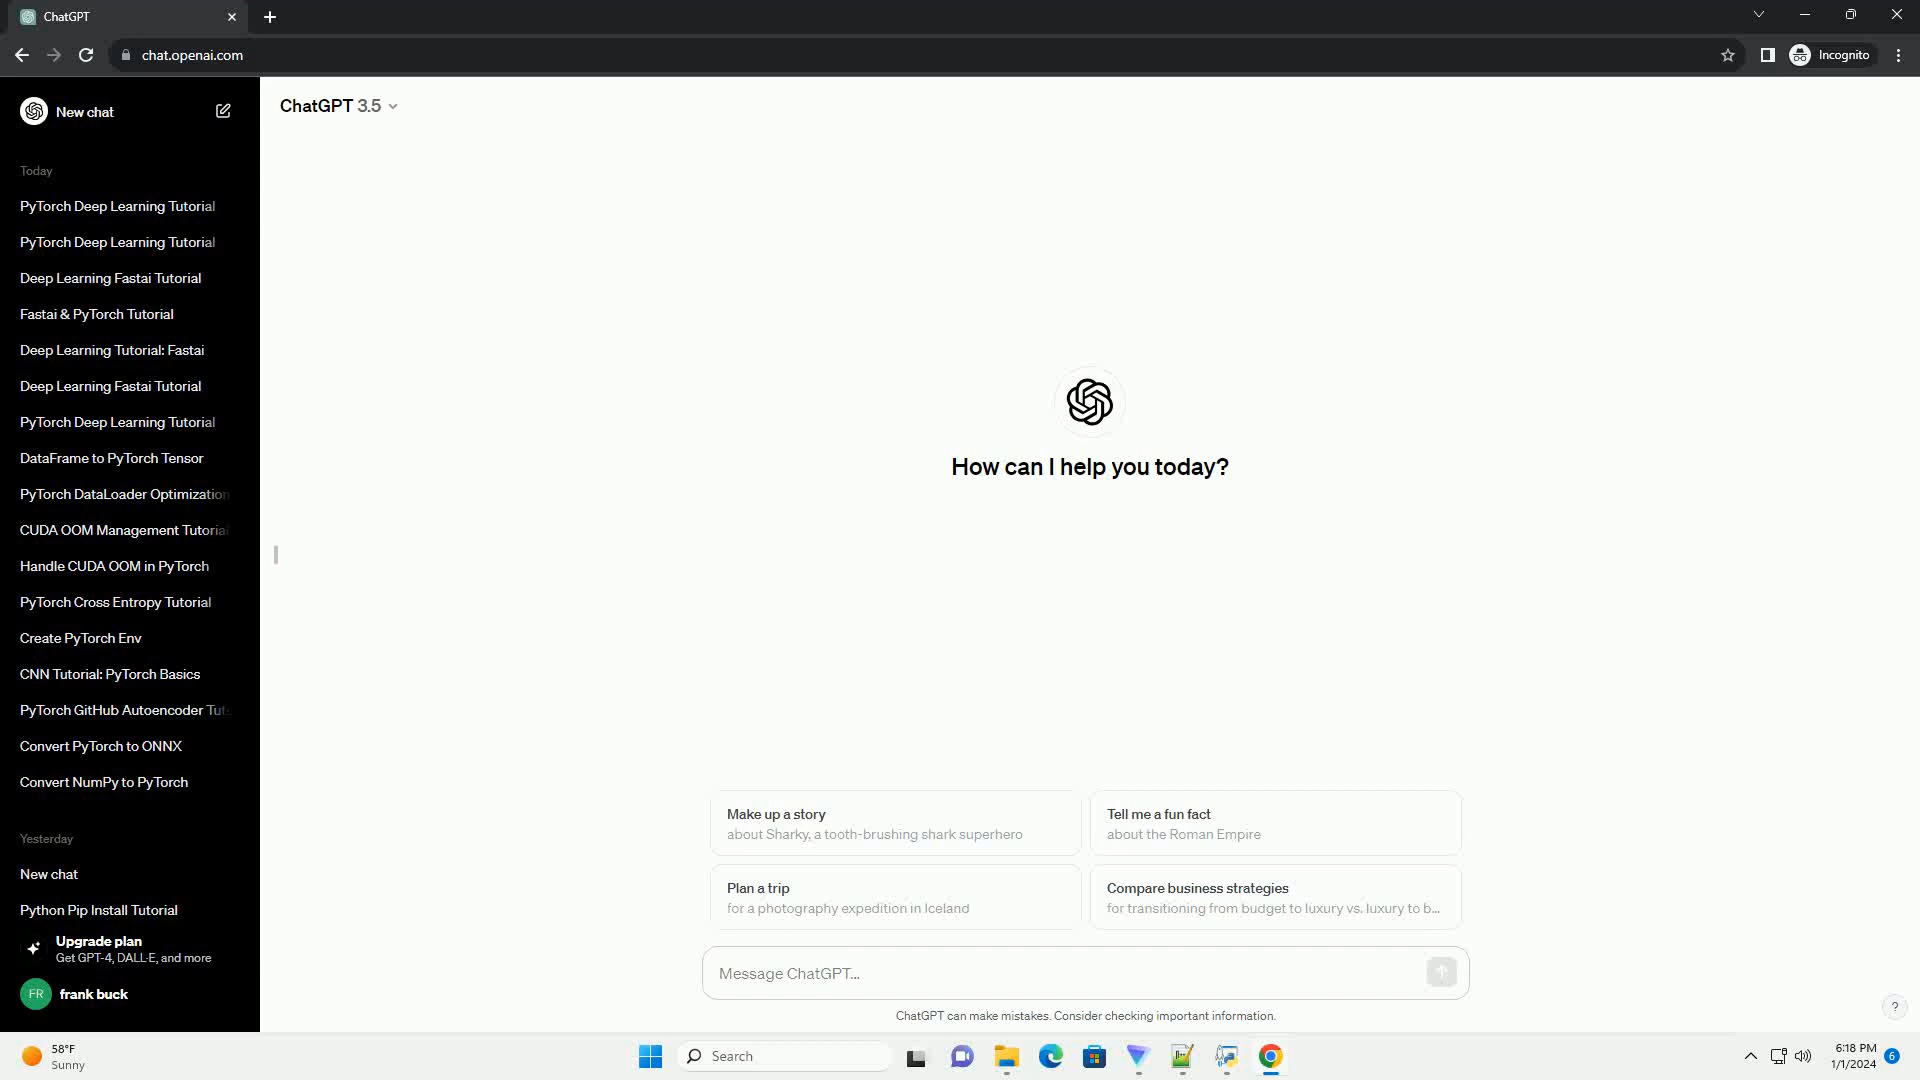 ChatGPT
chat.openai.com
Incognito
New chat
ChatGPT 3.5
Today
PyTorch Deep Learning Tutorial
PyTorch Deep Learning Tutorial
Deep Learning Fastai Tutorial
Fastai & PyTorch Tutorial
Deep Learning Tutorial: Fastai
Deep Learning Fastai Tutorial
PyTorch Deep Learning Tutorial
DataFrame to PyTorch Tensor
PyTorch DataLoader Optimization
CUDA OOM Management Tutorial
Handle CUDA OOM in PyTorch
PyTorch Cross Entropy Tutorial
Create PyTorch Env
CNN Tutorial: PyTorch Basics
PyTorch GitHub Autoencoder Tut
Convert PyTorch to ONNX
Convert NumPy to PyTorch
Yesterday
New chat
Python Pip Install Tutorial
Upgrade plan
Get GPT-4, DALL·E, and more
FR
frank buck
How can I help you today?
Make up a story
about Sharky, a tooth-brushing shark superhero
Tell me a fun fact
about the Roman Empire
Plan a trip
for a photography expedition in Iceland
Compare business strategies
for transitioning from budget to luxury vs. luxury to b...
Message ChatGPT...
ChatGPT can make mistakes. Consider checking important information.
?
58°F
Sunny
Search
6:18 PM
1/1/2024
6